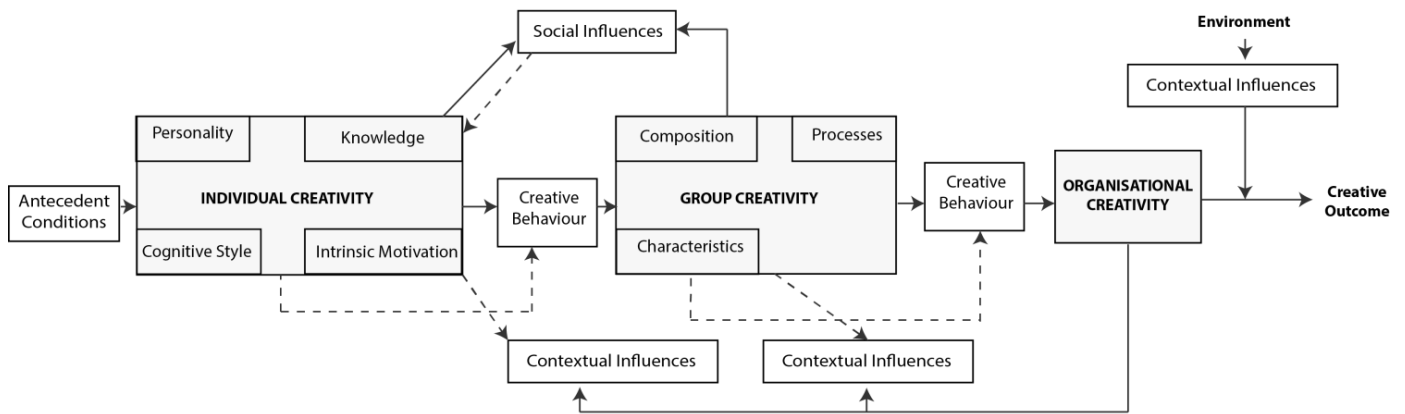 Social Influences
Environment
Contextual Influences
Personality
Knowledge
Composition
Processes
Antecedent
Conditions
INDIVIDUAL CREATIVITY
Creative
Behaviour
GROUP CREATIVITY
Creative
Behaviour
ORGANISATIONAL
CREATIVITY
Creative
Outcome
Cognitive Style
Intrinsic Motivation
Characteristics
Contextual Influences
Contextual Influences